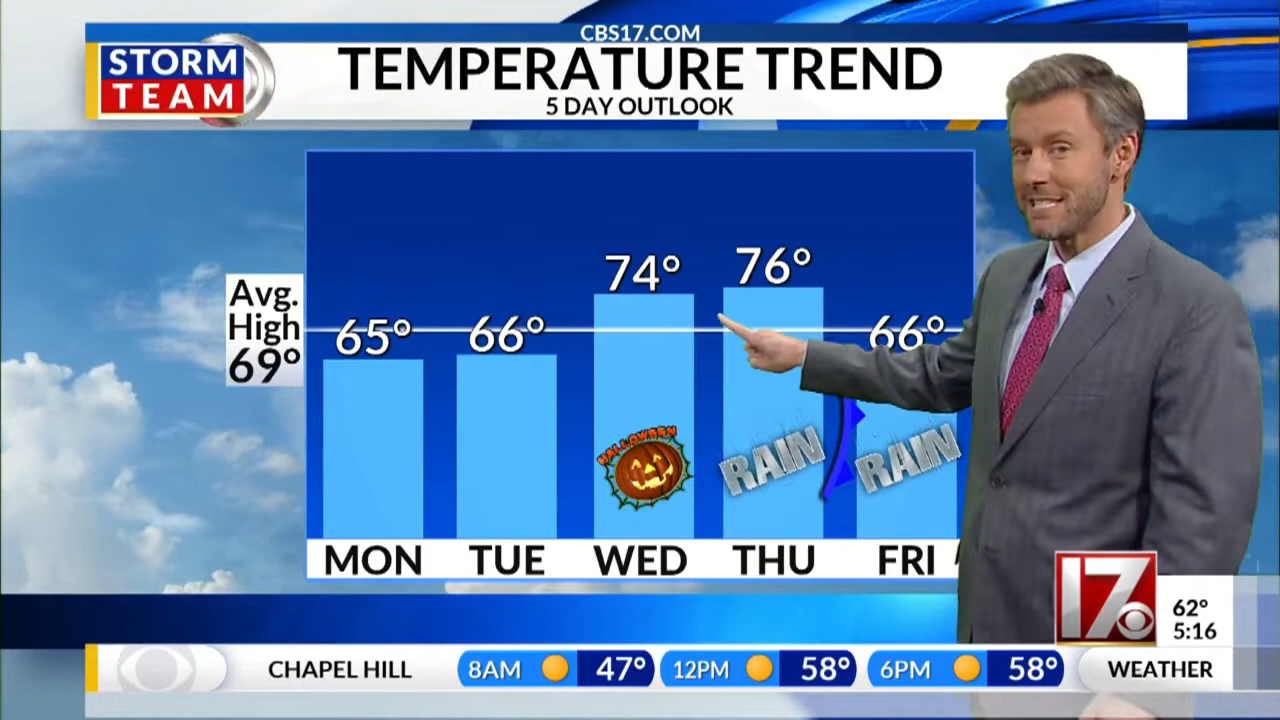 CBS17.COM
STORM
TEAM
TEMPERATURE TREND
5 DAY OUTLOOK
Avg.
High
69°
65°
66°
74°
76°
66°
HALLOWEEN
RAIN
RAIN
MON
TUE
WED
THU
FRI
17
62°
5:16
CHAPEL HILL
8AM
47°
12PM
58°
6PM
58°
WEATHER